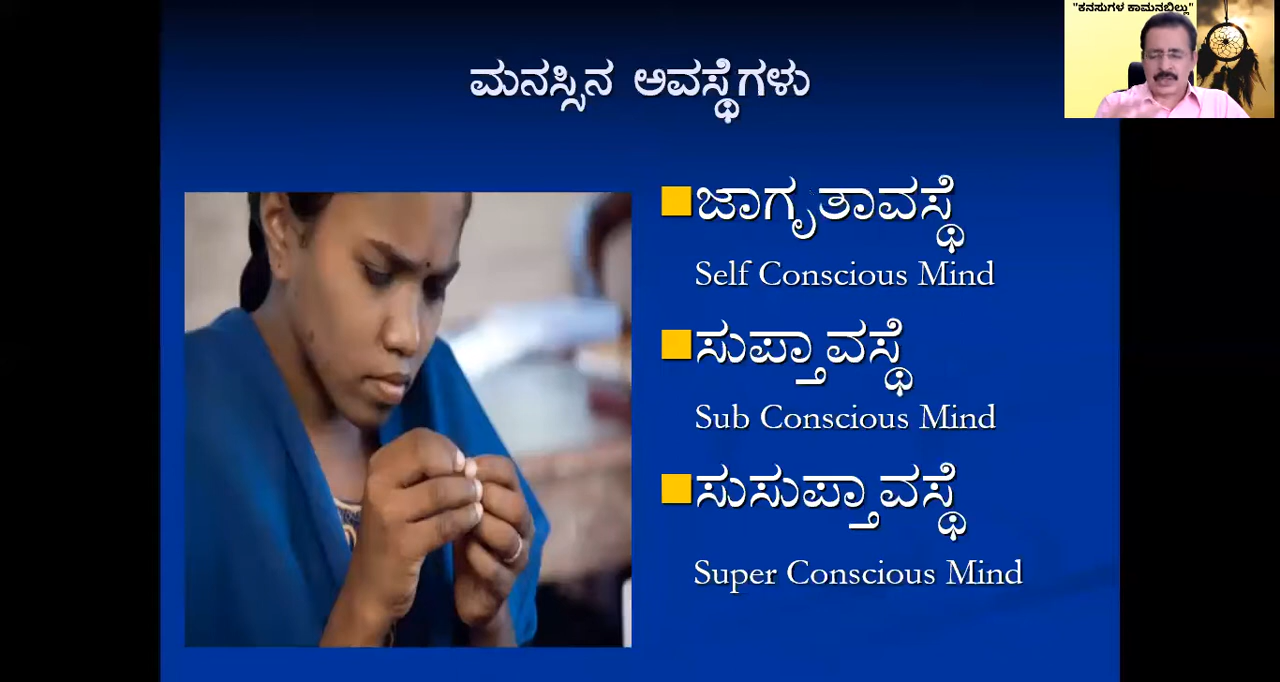 "ಕನಸುಗಳ ಕಾಮನಬಿಲ್ಲು"
ಮನಸ್ಸಿನ ಅವಸ್ಥೆಗಳು
ಜಾಗೃತಾವಸ್ಥೆ
Self Conscious Mind
ಸುಪ್ತಾವಸ್ಥೆ
Sub Conscious Mind
ಸುಸುಪ್ತಾವಸ್ಥೆ
Super Conscious Mind